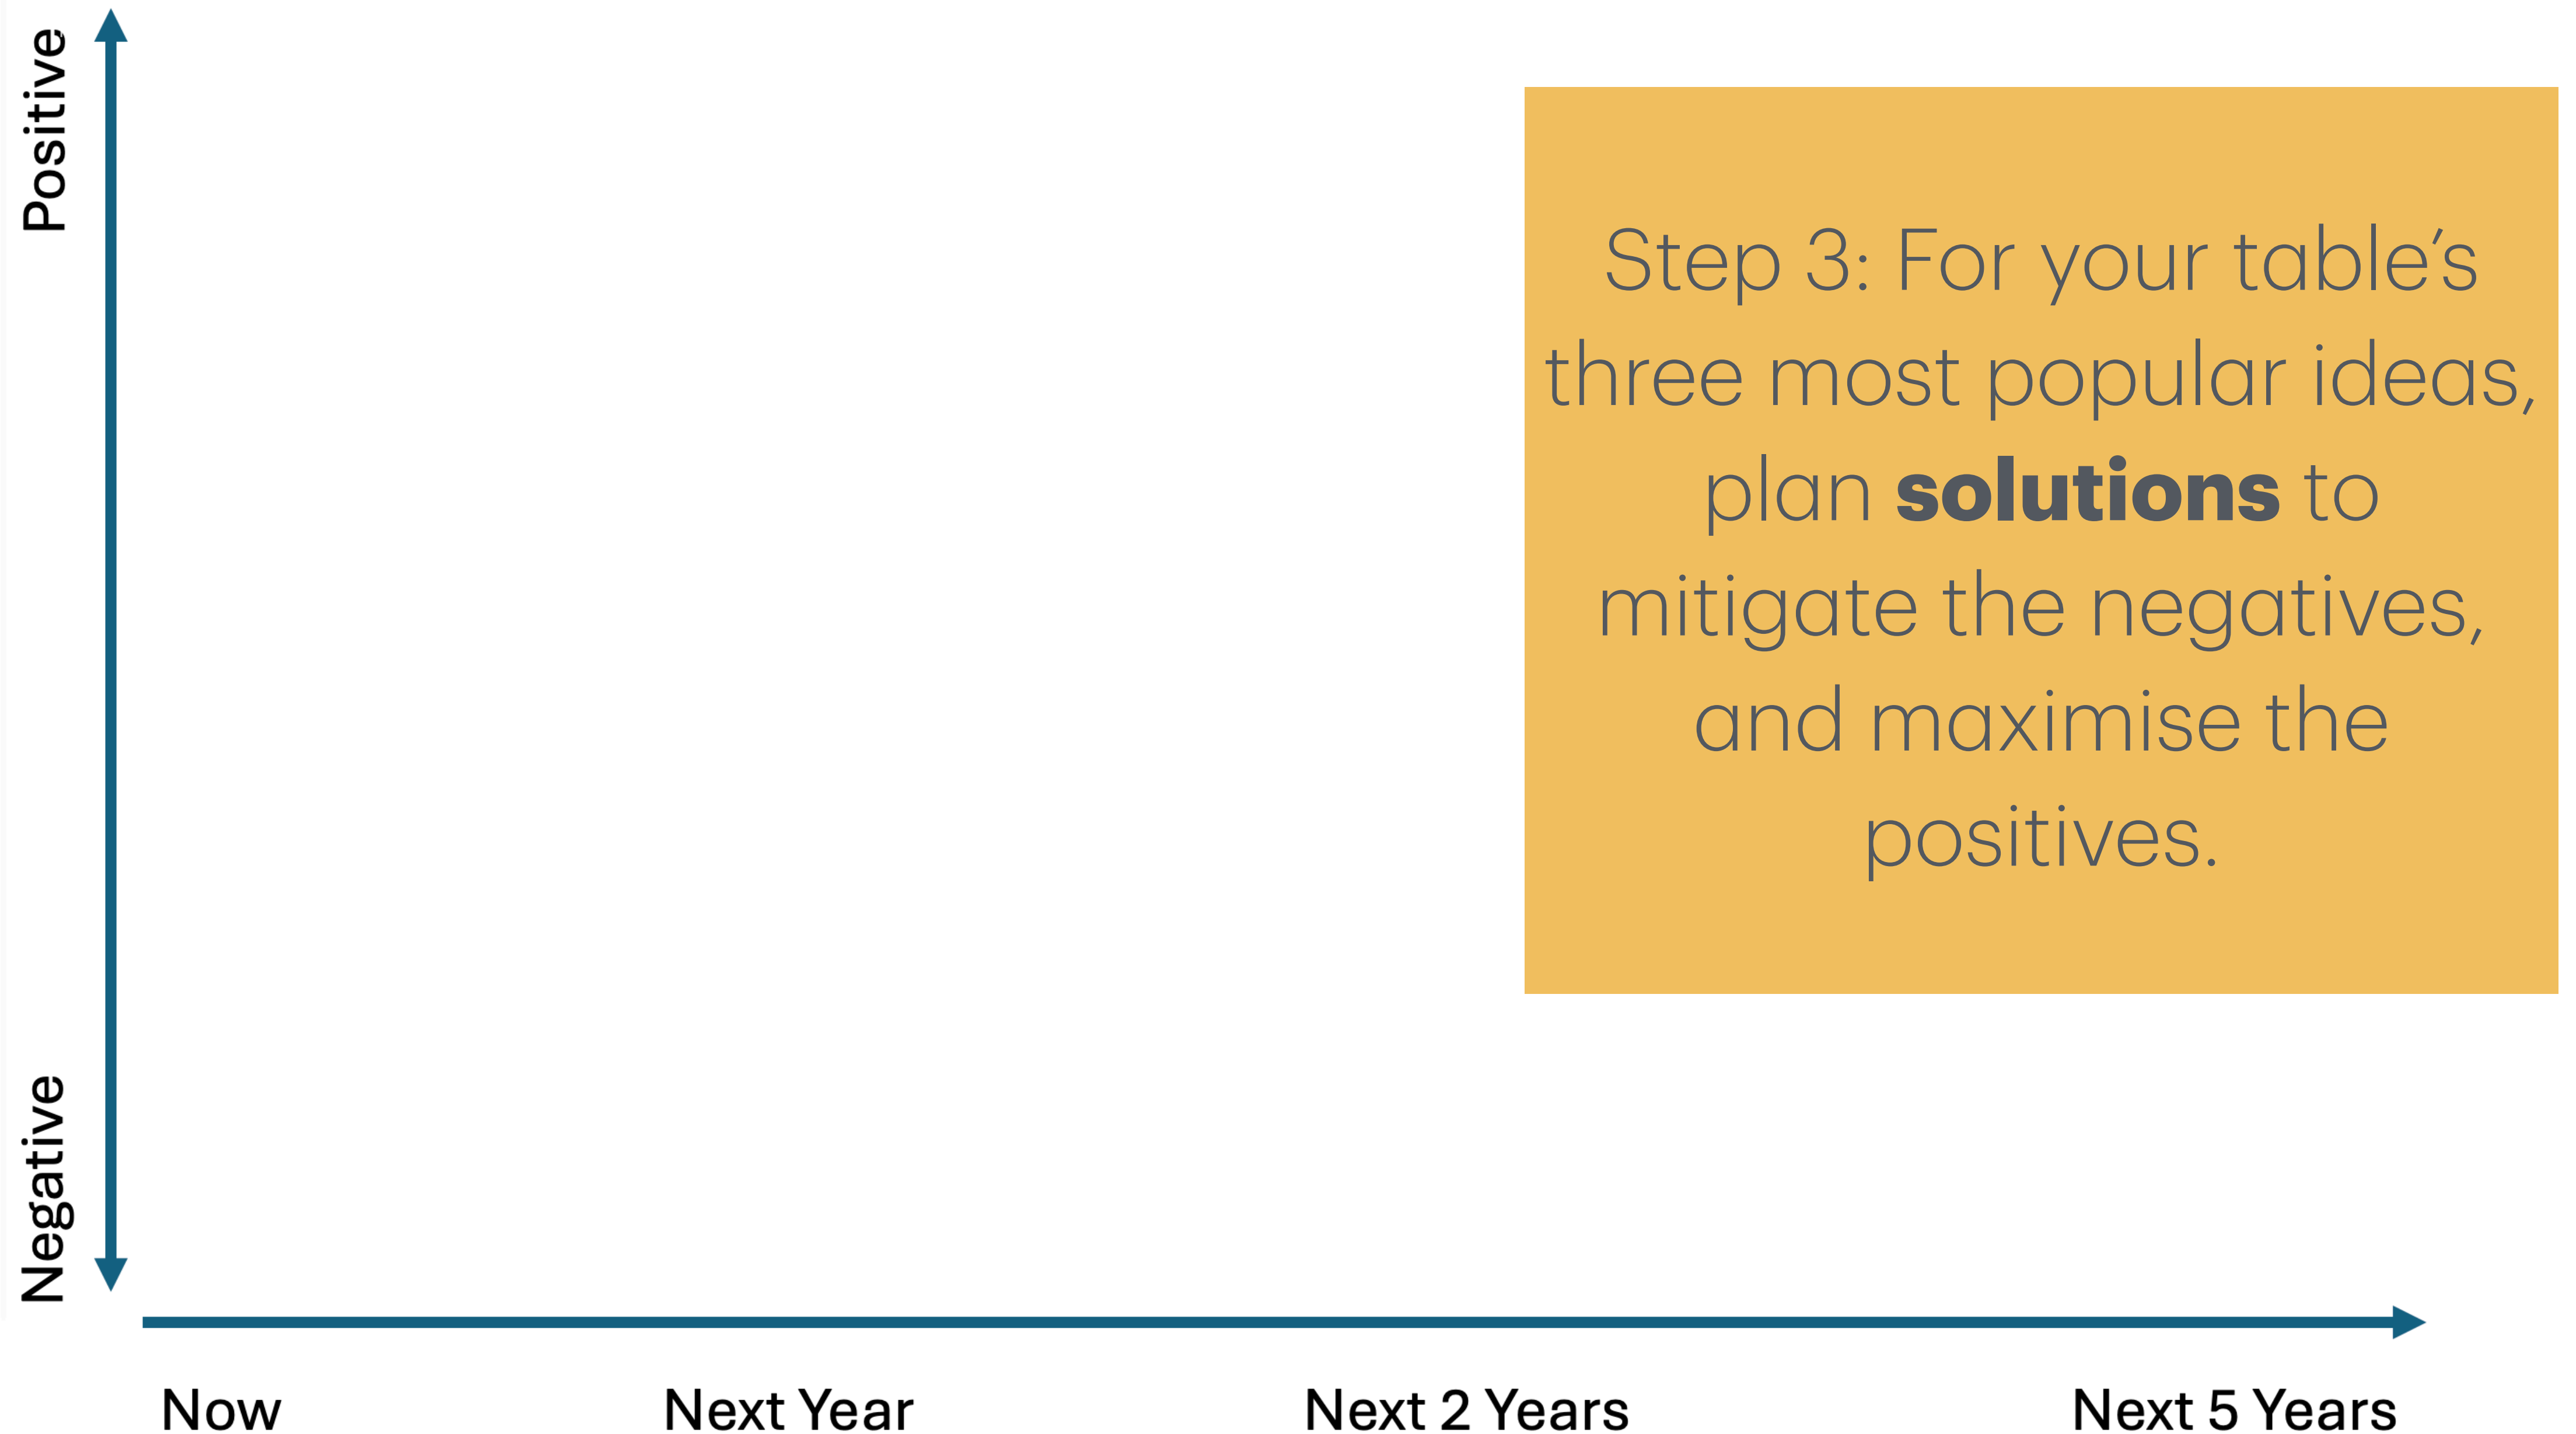 Positive
Step 3: For your table’s
three most popular ideas,
plan solutions to
mitigate the negatives,
and maximise the
positives.
Negative
Now
Next Year
Next 2 Years
Next 5 Years